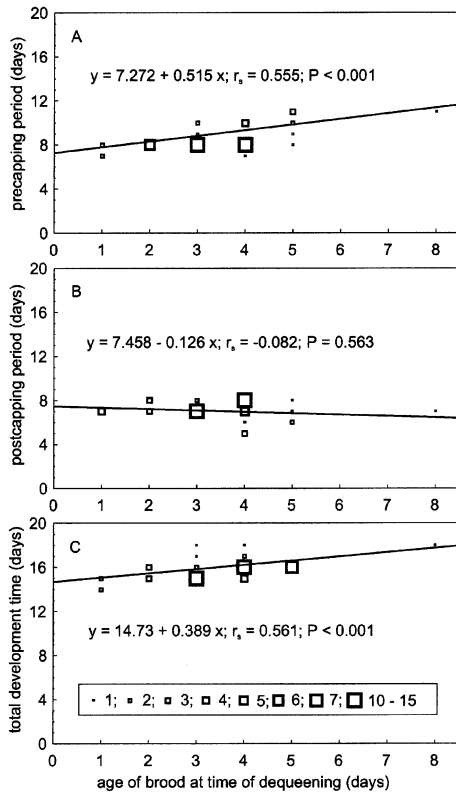 A
y = 7.272 + 0.515 x; rs = 0.555; P < 0.001
precapping period (days)
20
16
12
8
4
0
0 1 2 3 4 5 6 7 8
B
y = 7.458 - 0.126 x; rs = -0.082; P = 0.563
postcapping period (days)
20
16
12
8
4
0
0 1 2 3 4 5 6 7 8
C
y = 14.73 + 0.389 x; rs = 0.561; P < 0.001
total development time (days)
20
16
12
8
4
0
1; 2; 3; 4; 5; 6; 7; 10 - 15
0 1 2 3 4 5 6 7 8
age of brood at time of dequeening (days)